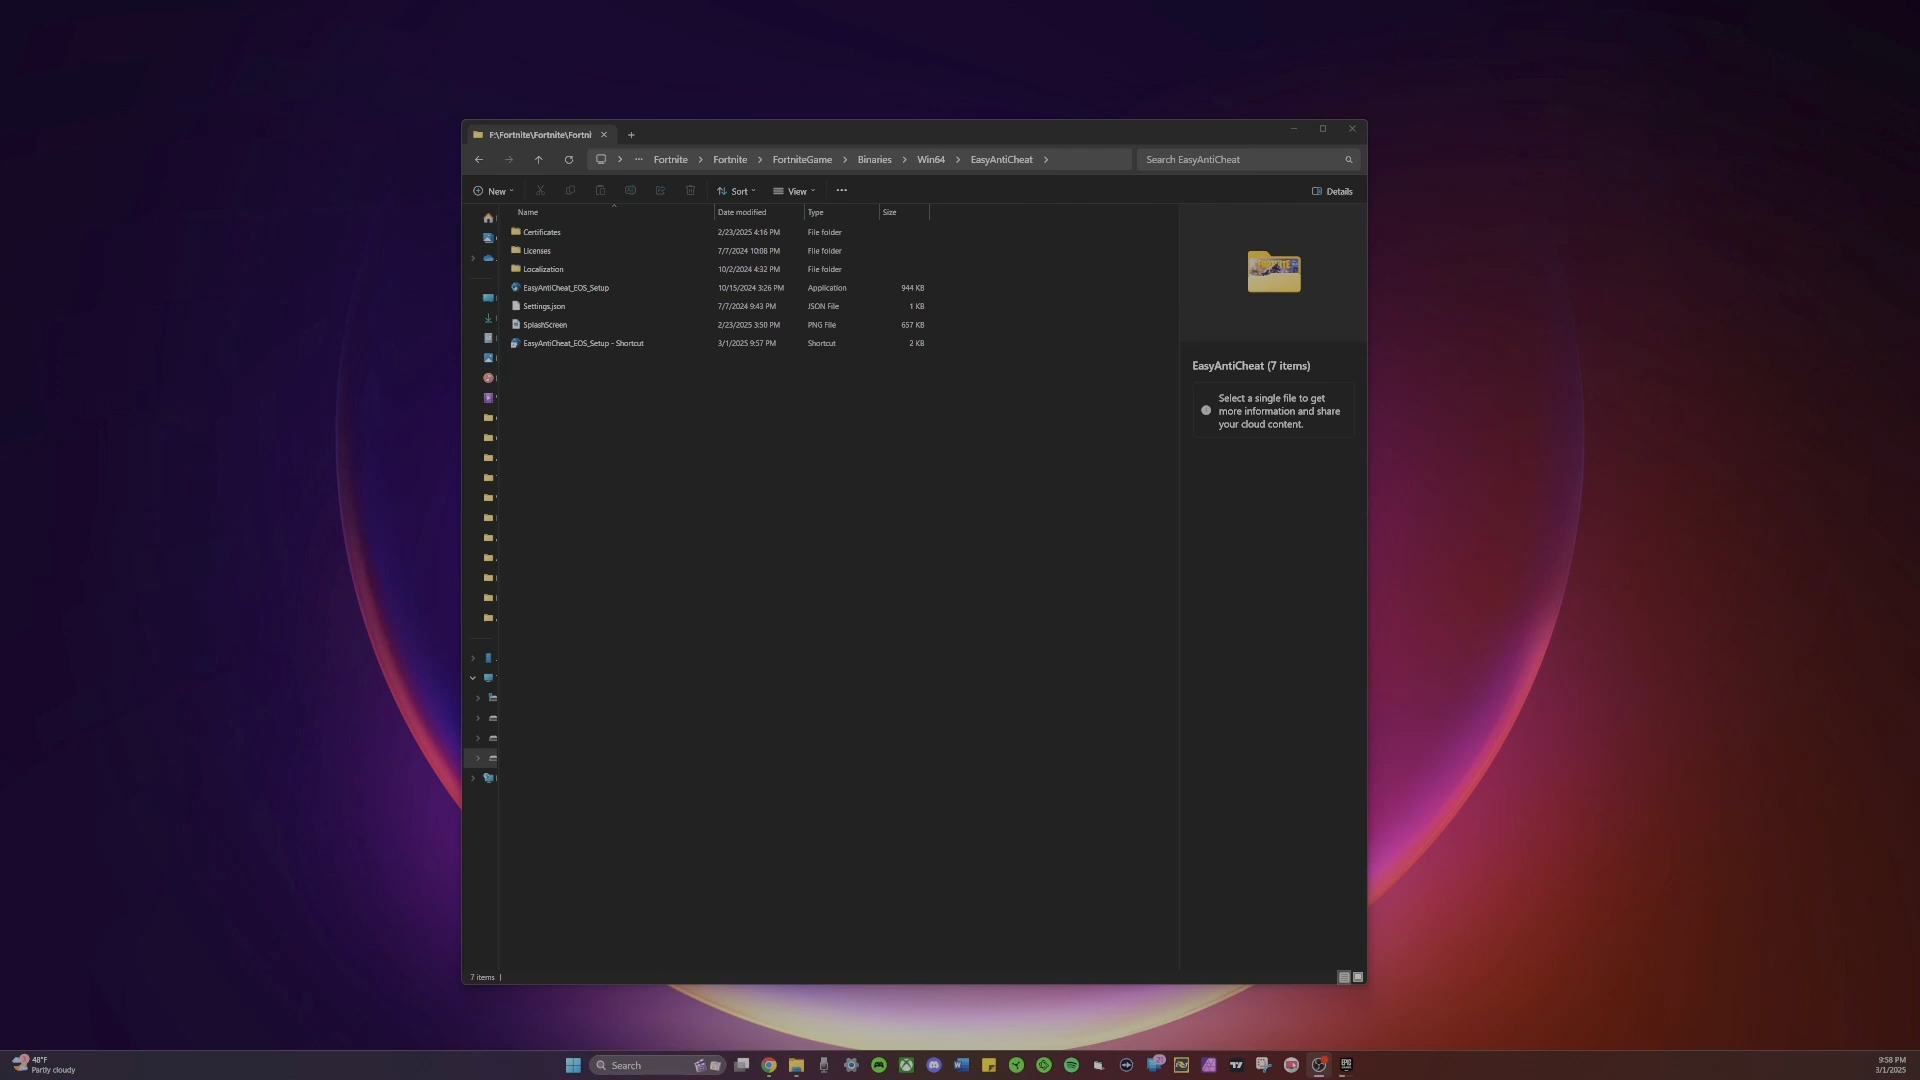 F:\Fortnite\Fortnite\Fortni
Fortnite > Fortnite > FortniteGame > Binaries > Win64 > EasyAntiCheat >
Search EasyAntiCheat
New
Sort
View
Details
Name Date modified Type Size
Certificates 2/23/2025 4:16 PM File folder
Licenses 7/7/2024 10:08 PM File folder
Localization 10/2/2024 4:32 PM File folder
EasyAntiCheat_EOS_Setup 10/15/2024 3:26 PM Application 944 KB
Settings.json 7/7/2024 9:43 PM JSON File 1 KB
SplashScreen 2/23/2025 3:50 PM PNG File 657 KB
EasyAntiCheat_EOS_Setup - Shortcut 3/1/2025 9:57 PM Shortcut 2 KB
EasyAntiCheat (7 items)
Select a single file to get
more information and share
your cloud content.
7 items
48°F
Partly cloudy
Search
9:58 PM
3/1/2025